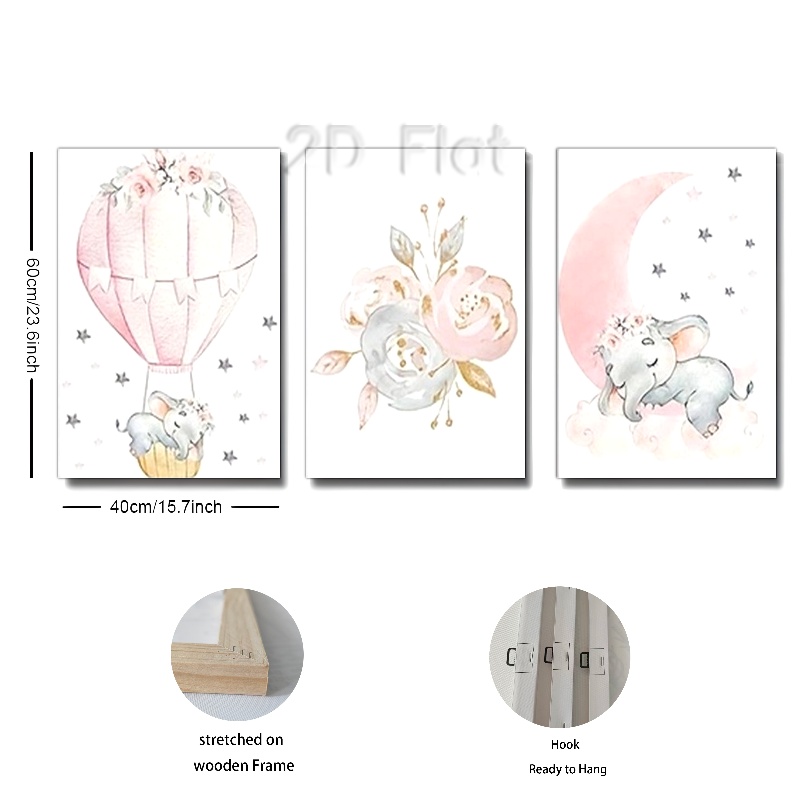 2D Flat
60cm/23.6inch
40cm/15.7inch
stretched on
wooden Frame
Hook
Ready to Hang